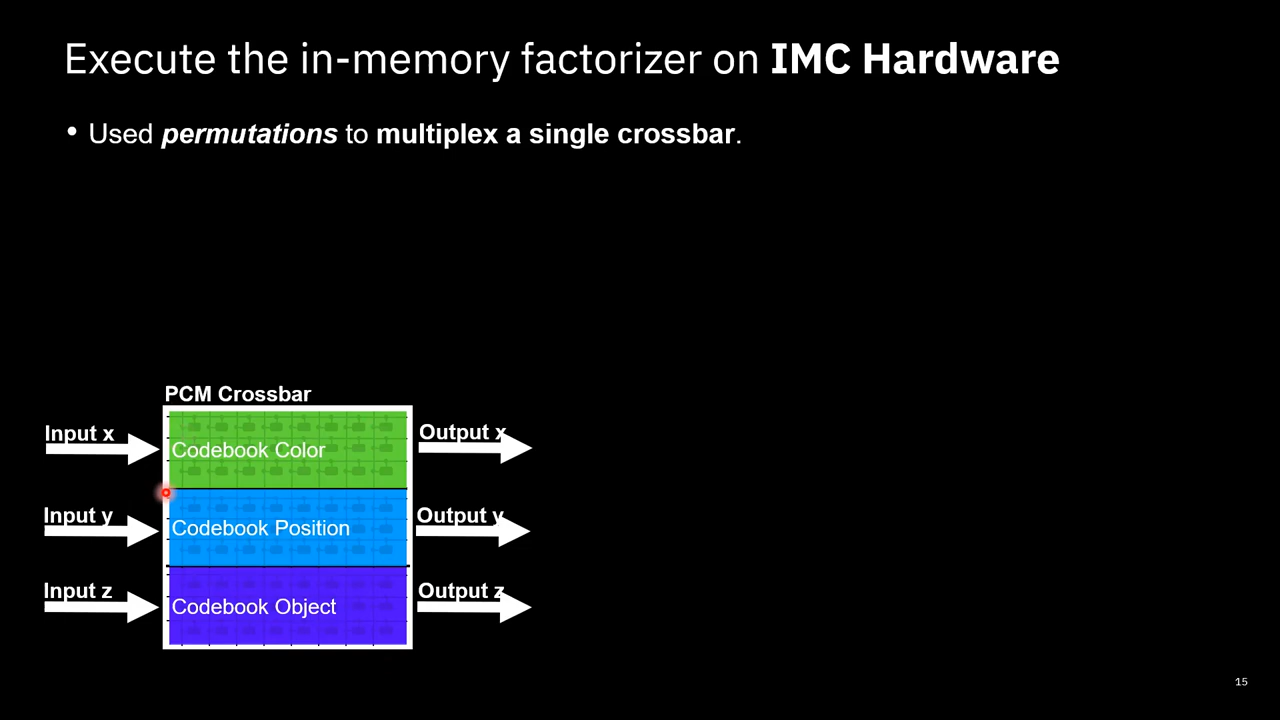 Execute the in-memory factorizer on IMC Hardware
• Used permutations to multiplex a single crossbar.
PCM Crossbar
Input x
Codebook Color
Output x
Input y
Codebook Position
Output y
Input z
Codebook Object
Output z
15